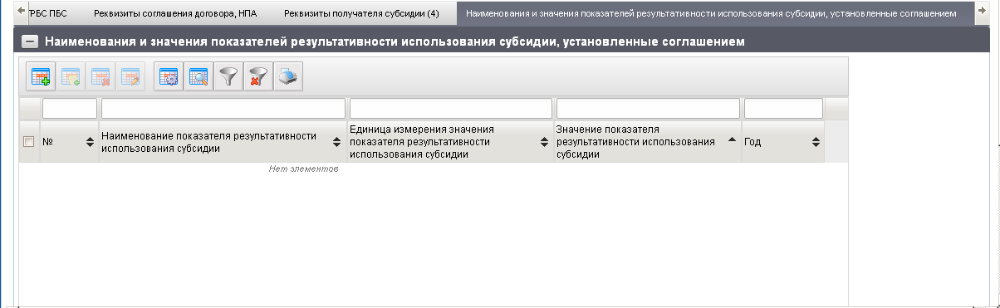 РБС ПБС Реквизиты соглашения договора, НПА Реквизиты получателя субсидии (4) Наименования и значения показателей результативности использования субсидии, установленные соглашением
Наименования и значения показателей результативности использования субсидии, установленные соглашением
№
Наименование показателя результативности
использования субсидии
Единица измерения значения
показателя результативности
использования субсидии
Значение показателя
результативности использования
субсидии
Год
Нет элементов